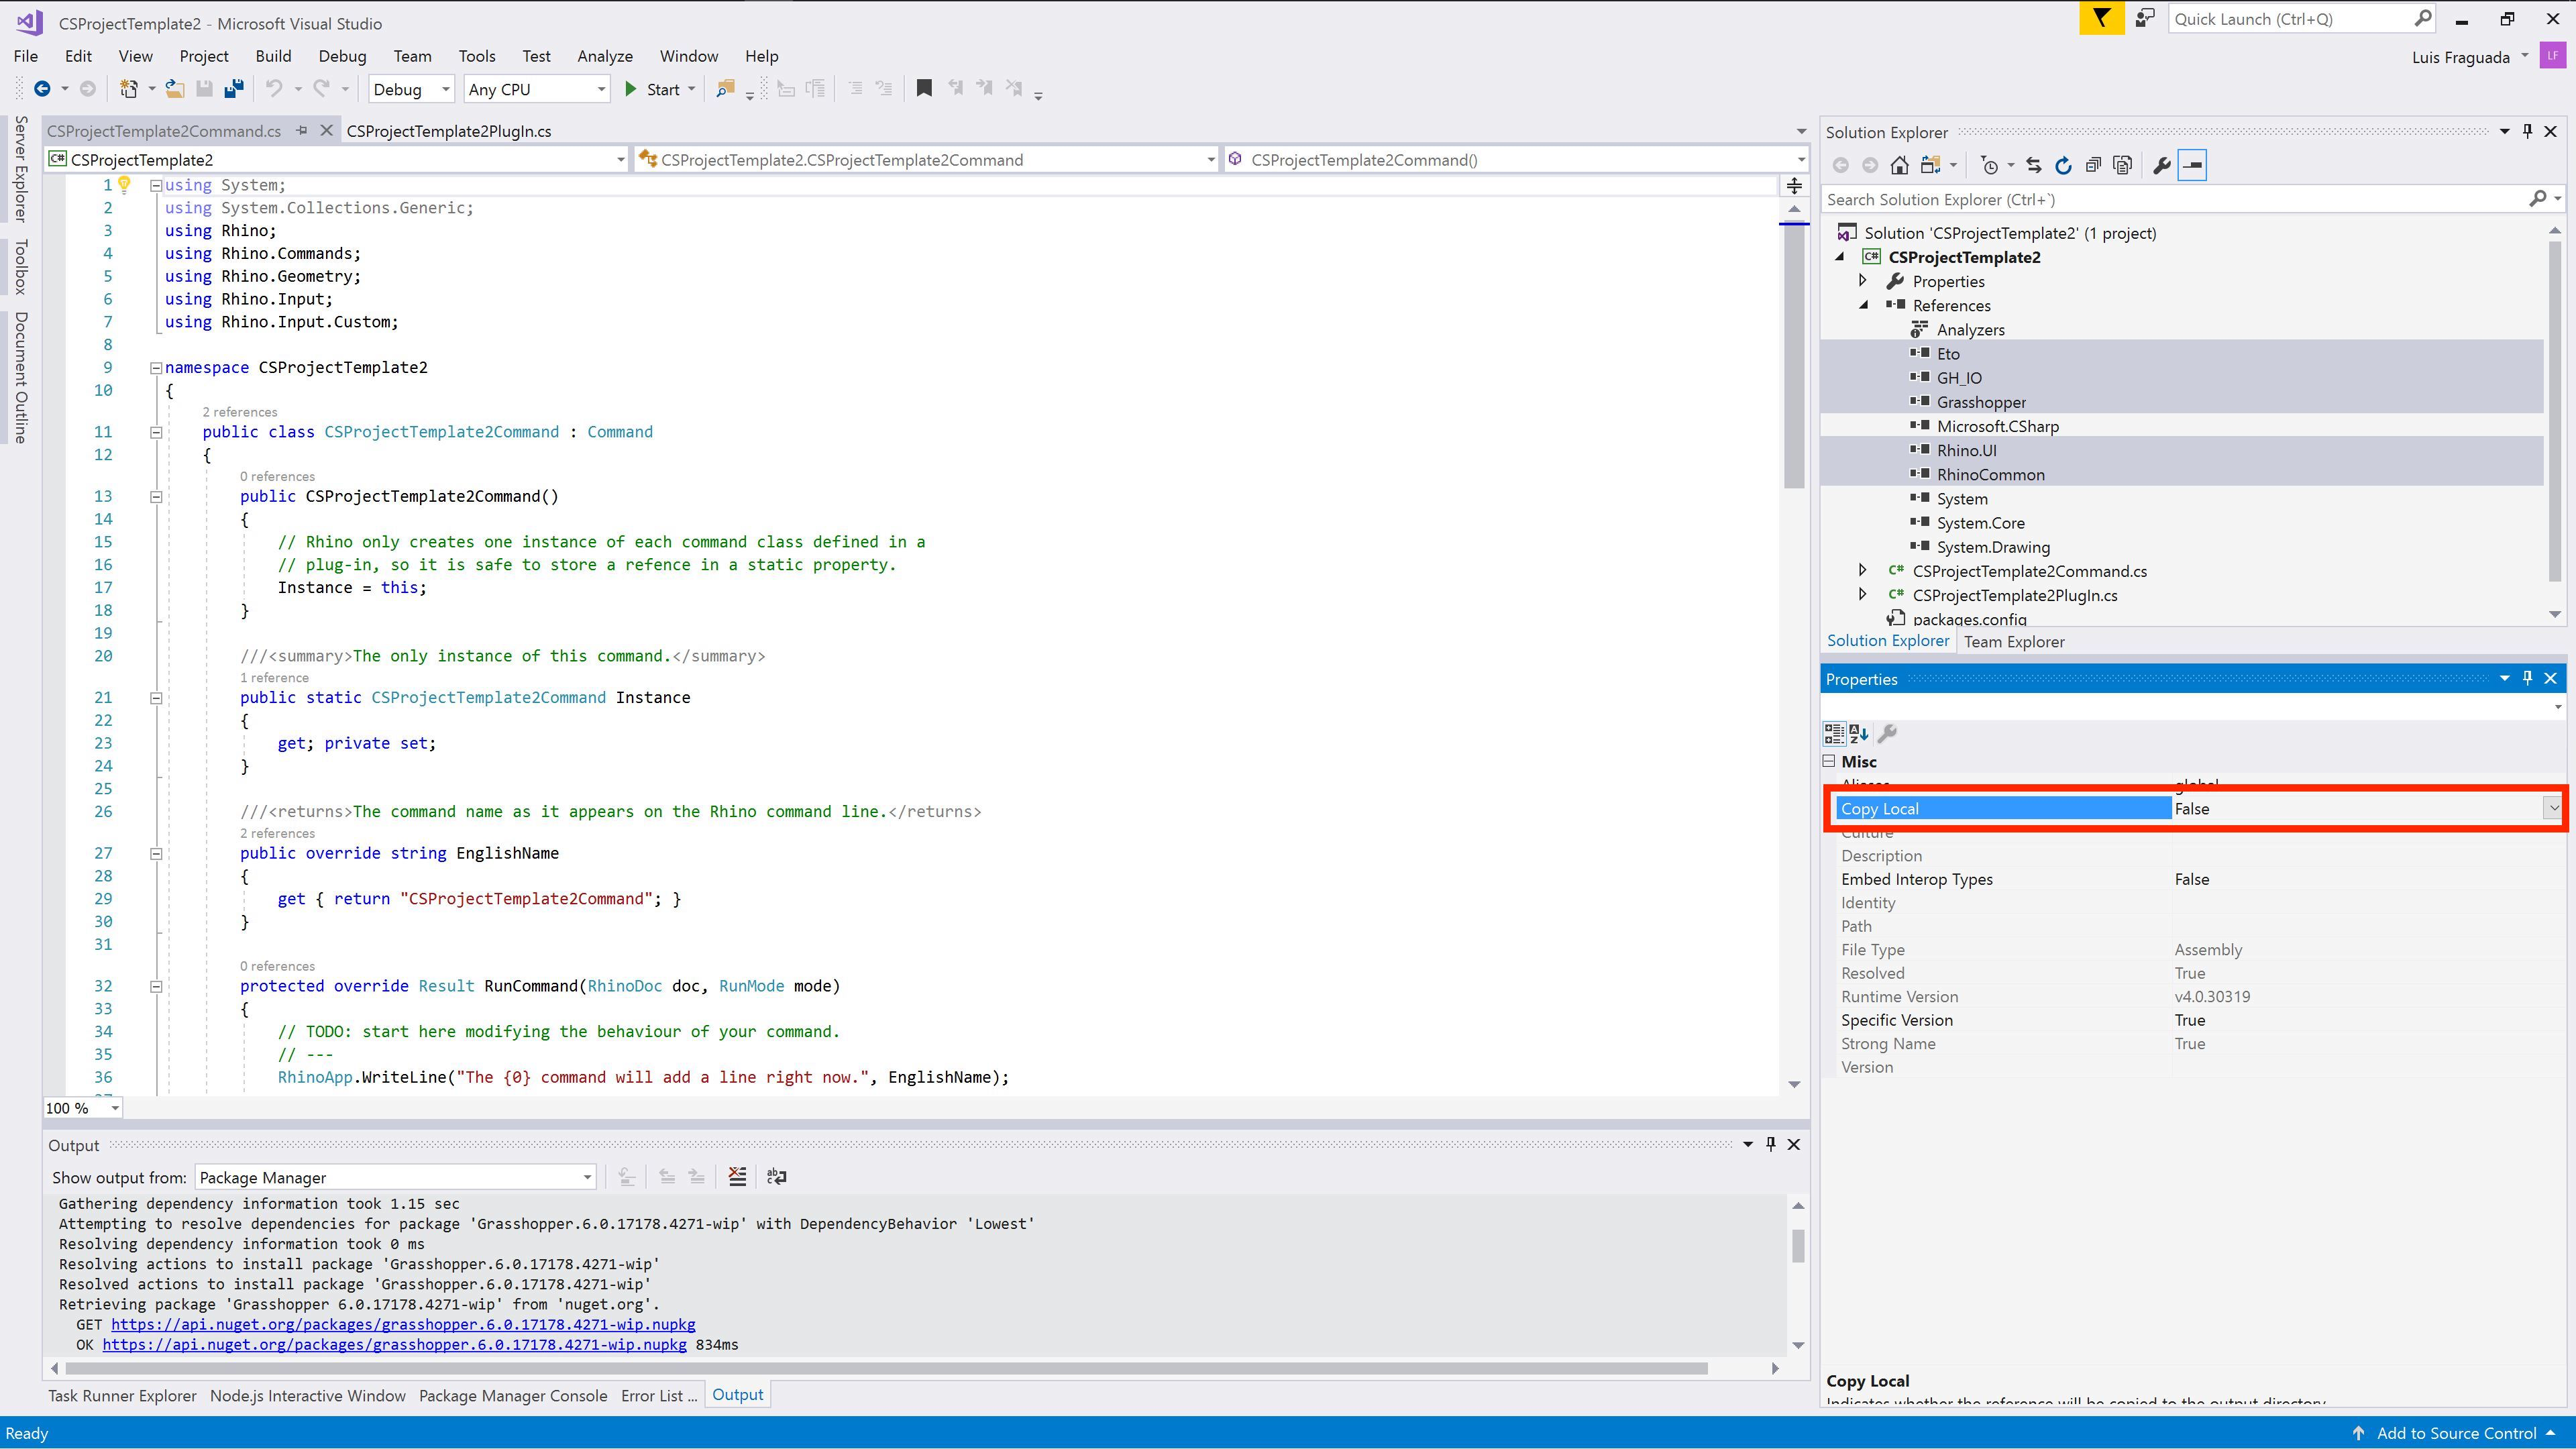 CSProjectTemplate2 - Microsoft Visual Studio
Quick Launch (Ctrl+Q)
File Edit View Project Build Debug Team Tools Test Analyze Window Help
Luis Fraguada LF
Debug Any CPU Start
Server Explorer
Toolbox
Document Outline
CSProjectTemplate2Command.cs CSProjectTemplate2PlugIn.cs
C# CSProjectTemplate2 CSProjectTemplate2.CSProjectTemplate2Command CSProjectTemplate2Command()
1 using System;
2 using System.Collections.Generic;
3 using Rhino;
4 using Rhino.Commands;
5 using Rhino.Geometry;
6 using Rhino.Input;
7 using Rhino.Input.Custom;
8
9 namespace CSProjectTemplate2
10 {
2 references
11 public class CSProjectTemplate2Command : Command
12 {
0 references
13 public CSProjectTemplate2Command()
14 {
15 // Rhino only creates one instance of each command class defined in a
16 // plug-in, so it is safe to store a refence in a static property.
17 Instance = this;
18 }
19
20 ///<summary>The only instance of this command.</summary>
1 reference
21 public static CSProjectTemplate2Command Instance
22 {
23 get; private set;
24 }
25
26 ///<returns>The command name as it appears on the Rhino command line.</returns>
2 references
27 public override string EnglishName
28 {
29 get { return "CSProjectTemplate2Command"; }
30 }
31
0 references
32 protected override Result RunCommand(RhinoDoc doc, RunMode mode)
33 {
34 // TODO: start here modifying the behaviour of your command.
35 // ---
36 RhinoApp.WriteLine("The {0} command will add a line right now.", EnglishName);
100 %
Output
Show output from: Package Manager
Gathering dependency information took 1.15 sec
Attempting to resolve dependencies for package 'Grasshopper.6.0.17178.4271-wip' with DependencyBehavior 'Lowest'
Resolving dependency information took 0 ms
Resolving actions to install package 'Grasshopper.6.0.17178.4271-wip'
Resolved actions to install package 'Grasshopper.6.0.17178.4271-wip'
Retrieving package 'Grasshopper 6.0.17178.4271-wip' from 'nuget.org'.
GET https://api.nuget.org/packages/grasshopper.6.0.17178.4271-wip.nupkg
OK https://api.nuget.org/packages/grasshopper.6.0.17178.4271-wip.nupkg 834ms
Task Runner Explorer Node.js Interactive Window Package Manager Console Error List ... Output
Solution Explorer
Search Solution Explorer (Ctrl+`)
Solution 'CSProjectTemplate2' (1 project)
C# CSProjectTemplate2
Properties
References
Analyzers
Eto
GH_IO
Grasshopper
Microsoft.CSharp
Rhino.UI
RhinoCommon
System
System.Core
System.Drawing
C# CSProjectTemplate2Command.cs
C# CSProjectTemplate2PlugIn.cs
packages.config
Solution Explorer Team Explorer
Properties
Misc
Aliases global
Copy Local False
Culture
Description
Embed Interop Types False
Identity
Path
File Type Assembly
Resolved True
Runtime Version v4.0.30319
Specific Version True
Strong Name True
Version
Copy Local
Indicates whether the reference will be copied to the output directory
Ready
Add to Source Control